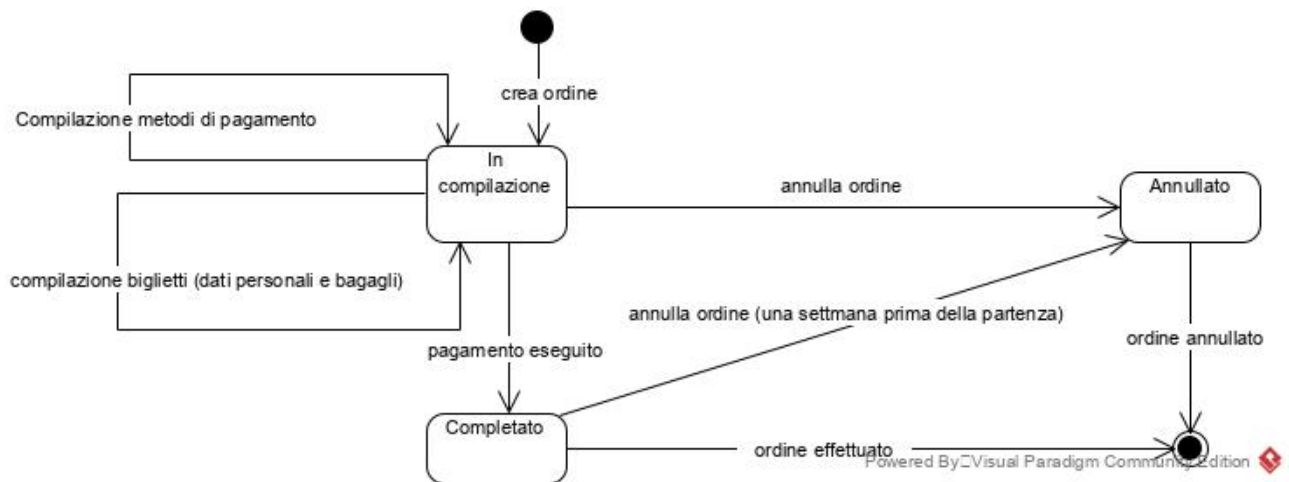 crea ordine
Compilazione metodi di pagamento
In
compilazione
annulla ordine
Annullato
compilazione biglietti (dati personali e bagagli)
annulla ordine (una settmana prima della partenza)
ordine annullato
pagamento eseguito
Completato
ordine effettuato
Powered By Visual Paradigm Community Edition